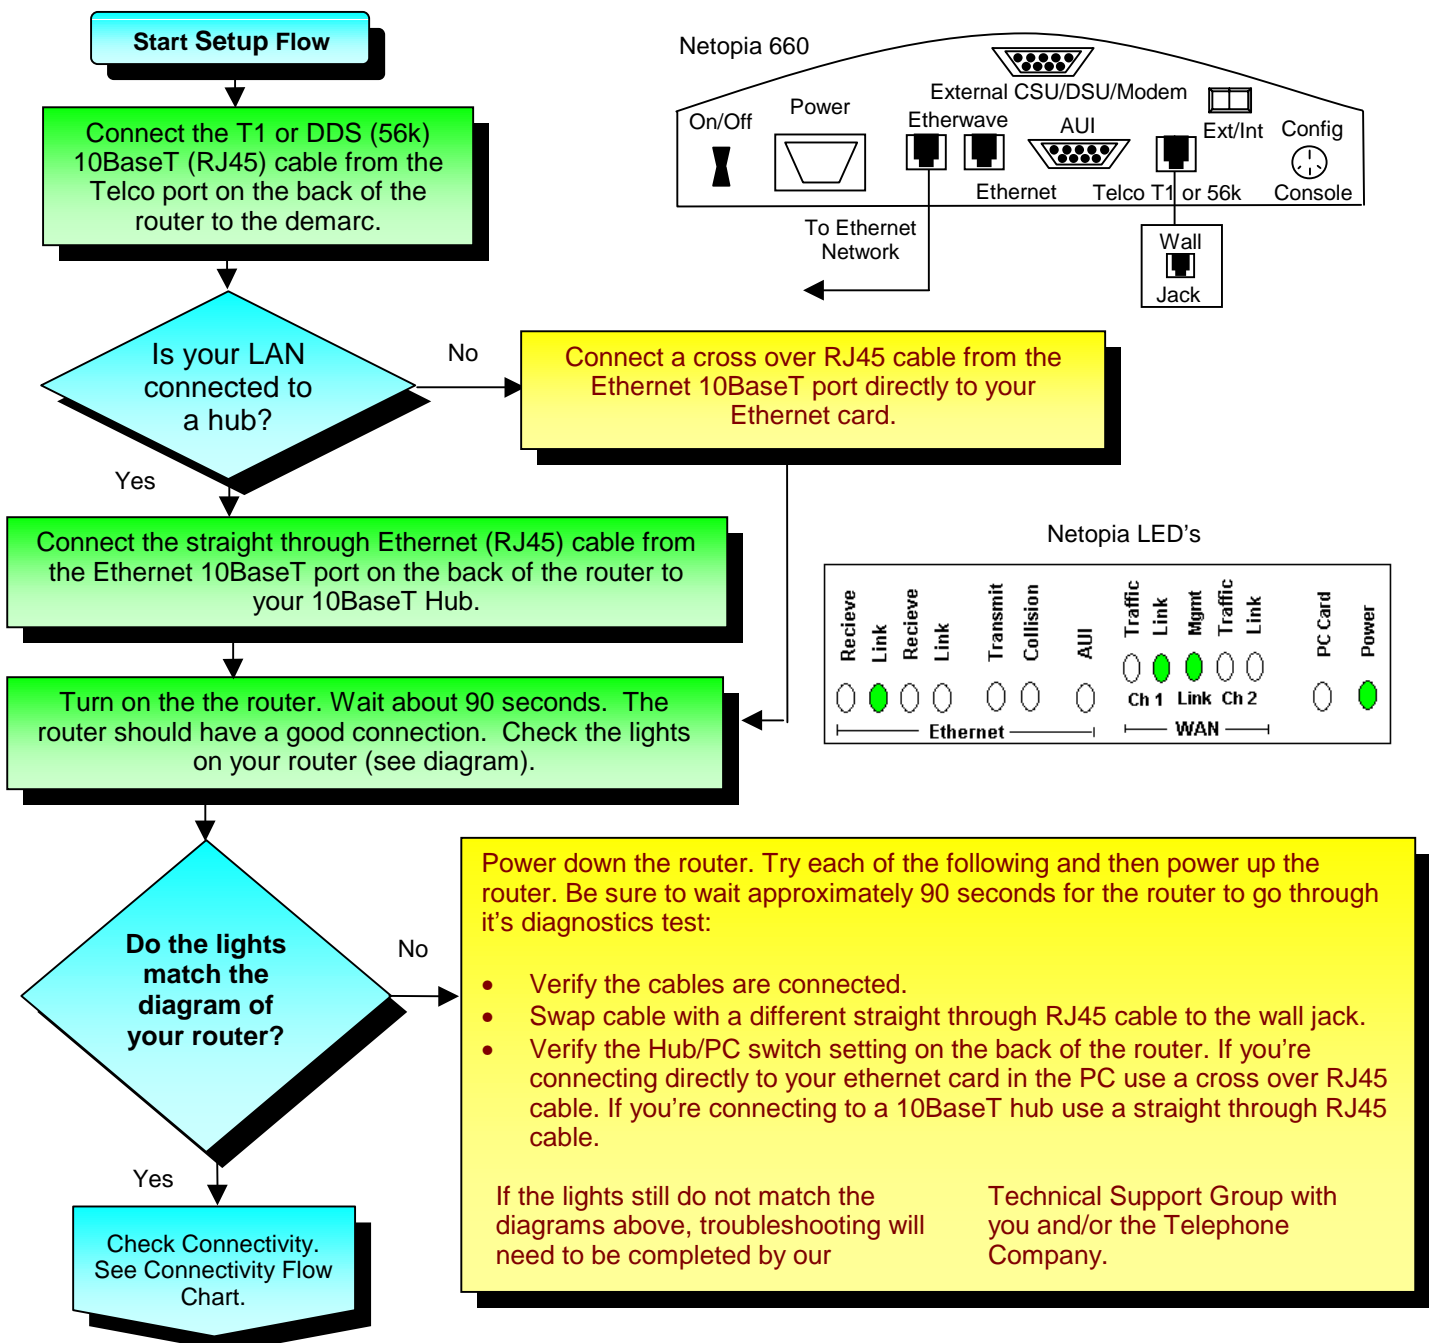 Start Setup Flow
Connect the T1 or DDS (56k)
10BaseT (RJ45) cable from the
Telco port on the back of the
router to the demarc.
Netopia 660
External CSU/DSU/Modem
On/Off
Power
Etherwave
AUI
Ext/Int
Config
Ethernet
Telco T1 or 56k
Console
To Ethernet
Network
Wall
Jack
Is your LAN
connected to
a hub?
No
Connect a cross over RJ45 cable from the
Ethernet 10BaseT port directly to your
Ethernet card.
Yes
Connect the straight through Ethernet (RJ45) cable from
the Ethernet 10BaseT port on the back of the router to
your 10BaseT Hub.
Netopia LED's
Recieve
Link
Recieve
Link
Transmit
Collision
AUI
Traffic
Link
Mgmt
Traffic
Link
PC Card
Power
Ch 1 Link Ch 2
Ethernet
WAN
Turn on the the router. Wait about 90 seconds. The
router should have a good connection. Check the lights
on your router (see diagram).
Do the lights
match the
diagram of
your router?
No
Power down the router. Try each of the following and then power up the
router. Be sure to wait approximately 90 seconds for the router to go through
it's diagnostics test:
• Verify the cables are connected.
• Swap cable with a different straight through RJ45 cable to the wall jack.
• Verify the Hub/PC switch setting on the back of the router. If you're
connecting directly to your ethernet card in the PC use a cross over RJ45
cable. If you're connecting to a 10BaseT hub use a straight through RJ45
cable.
If the lights still do not match the
diagrams above, troubleshooting will
need to be completed by our
Technical Support Group with
you and/or the Telephone
Company.
Yes
Check Connectivity.
See Connectivity Flow
Chart.